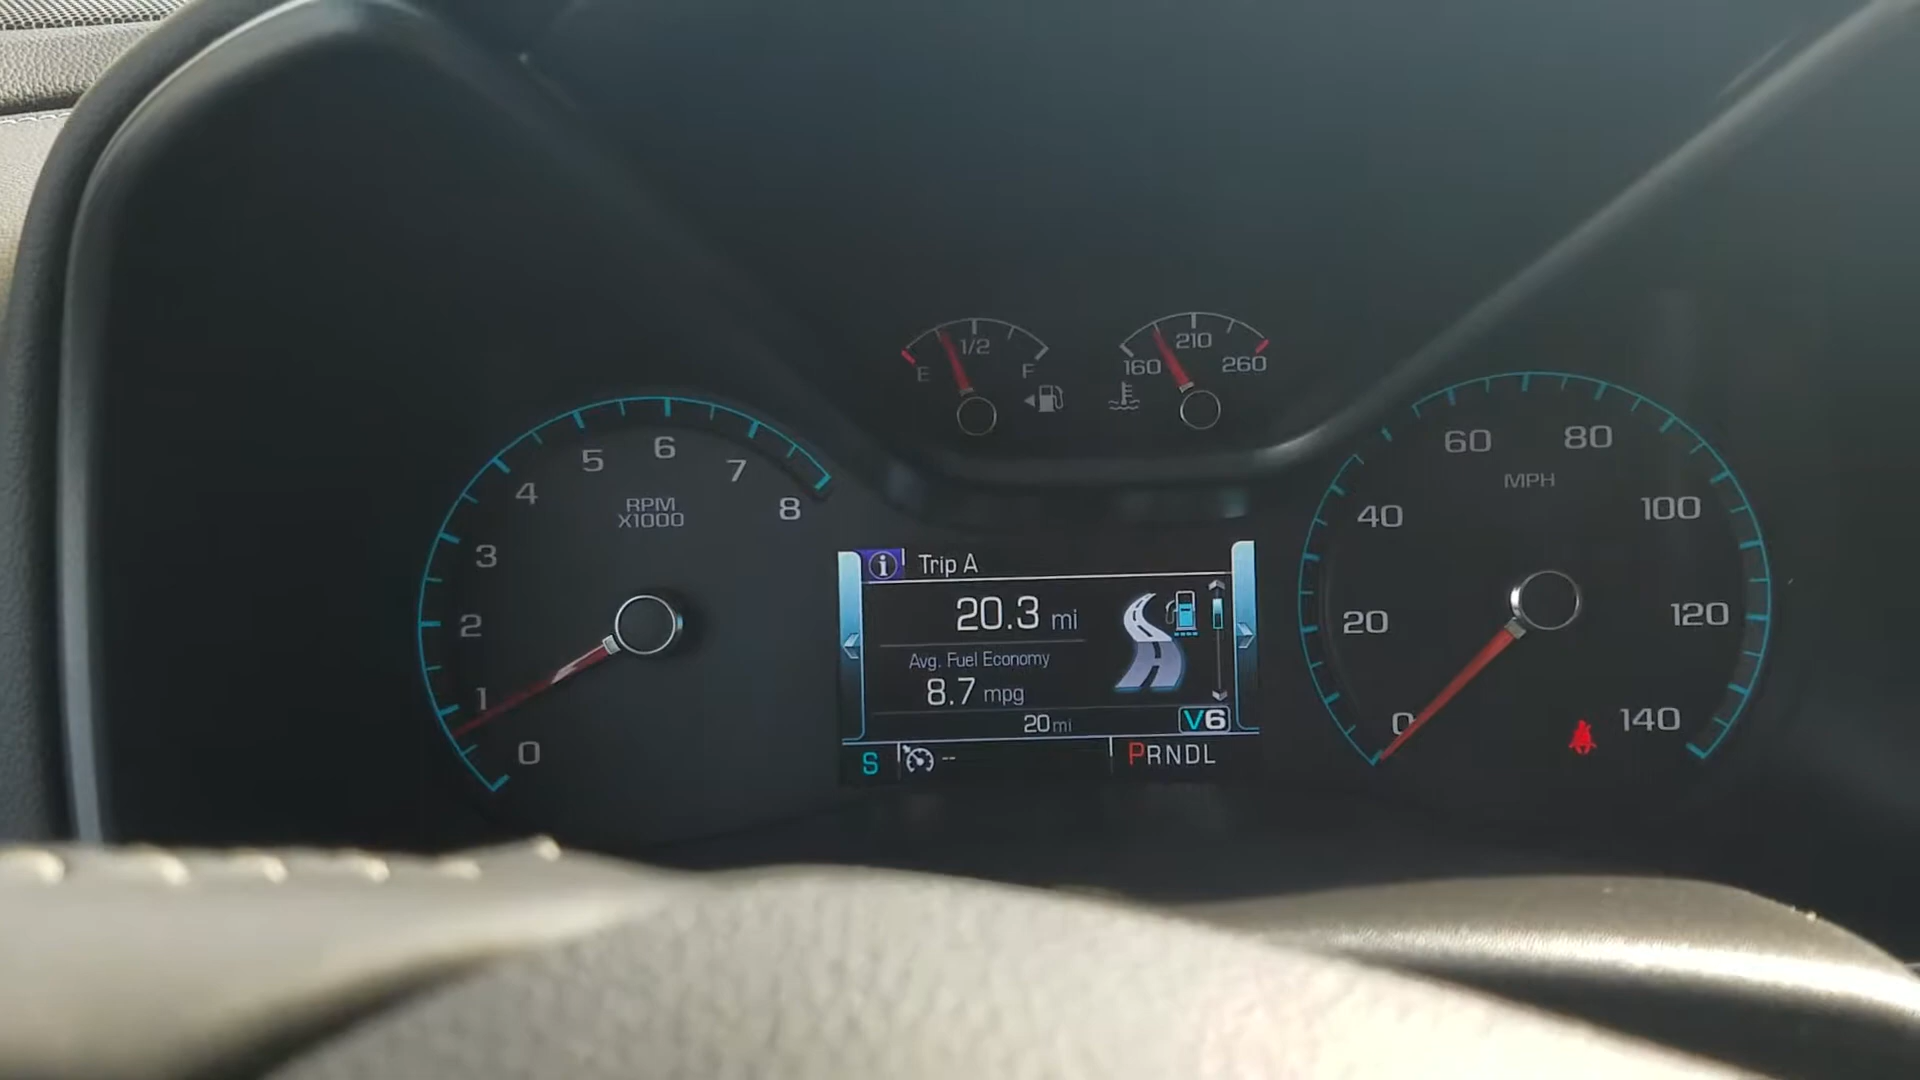 E 1/2 F
160 210 260
0 1 2 3 4 5 6 7 8
RPM
X1000
i Trip A
20.3 mi
Avg. Fuel Economy
8.7 mpg
20 mi V6
S -- PRNDL
0 20 40 60 80 100 120 140
MPH